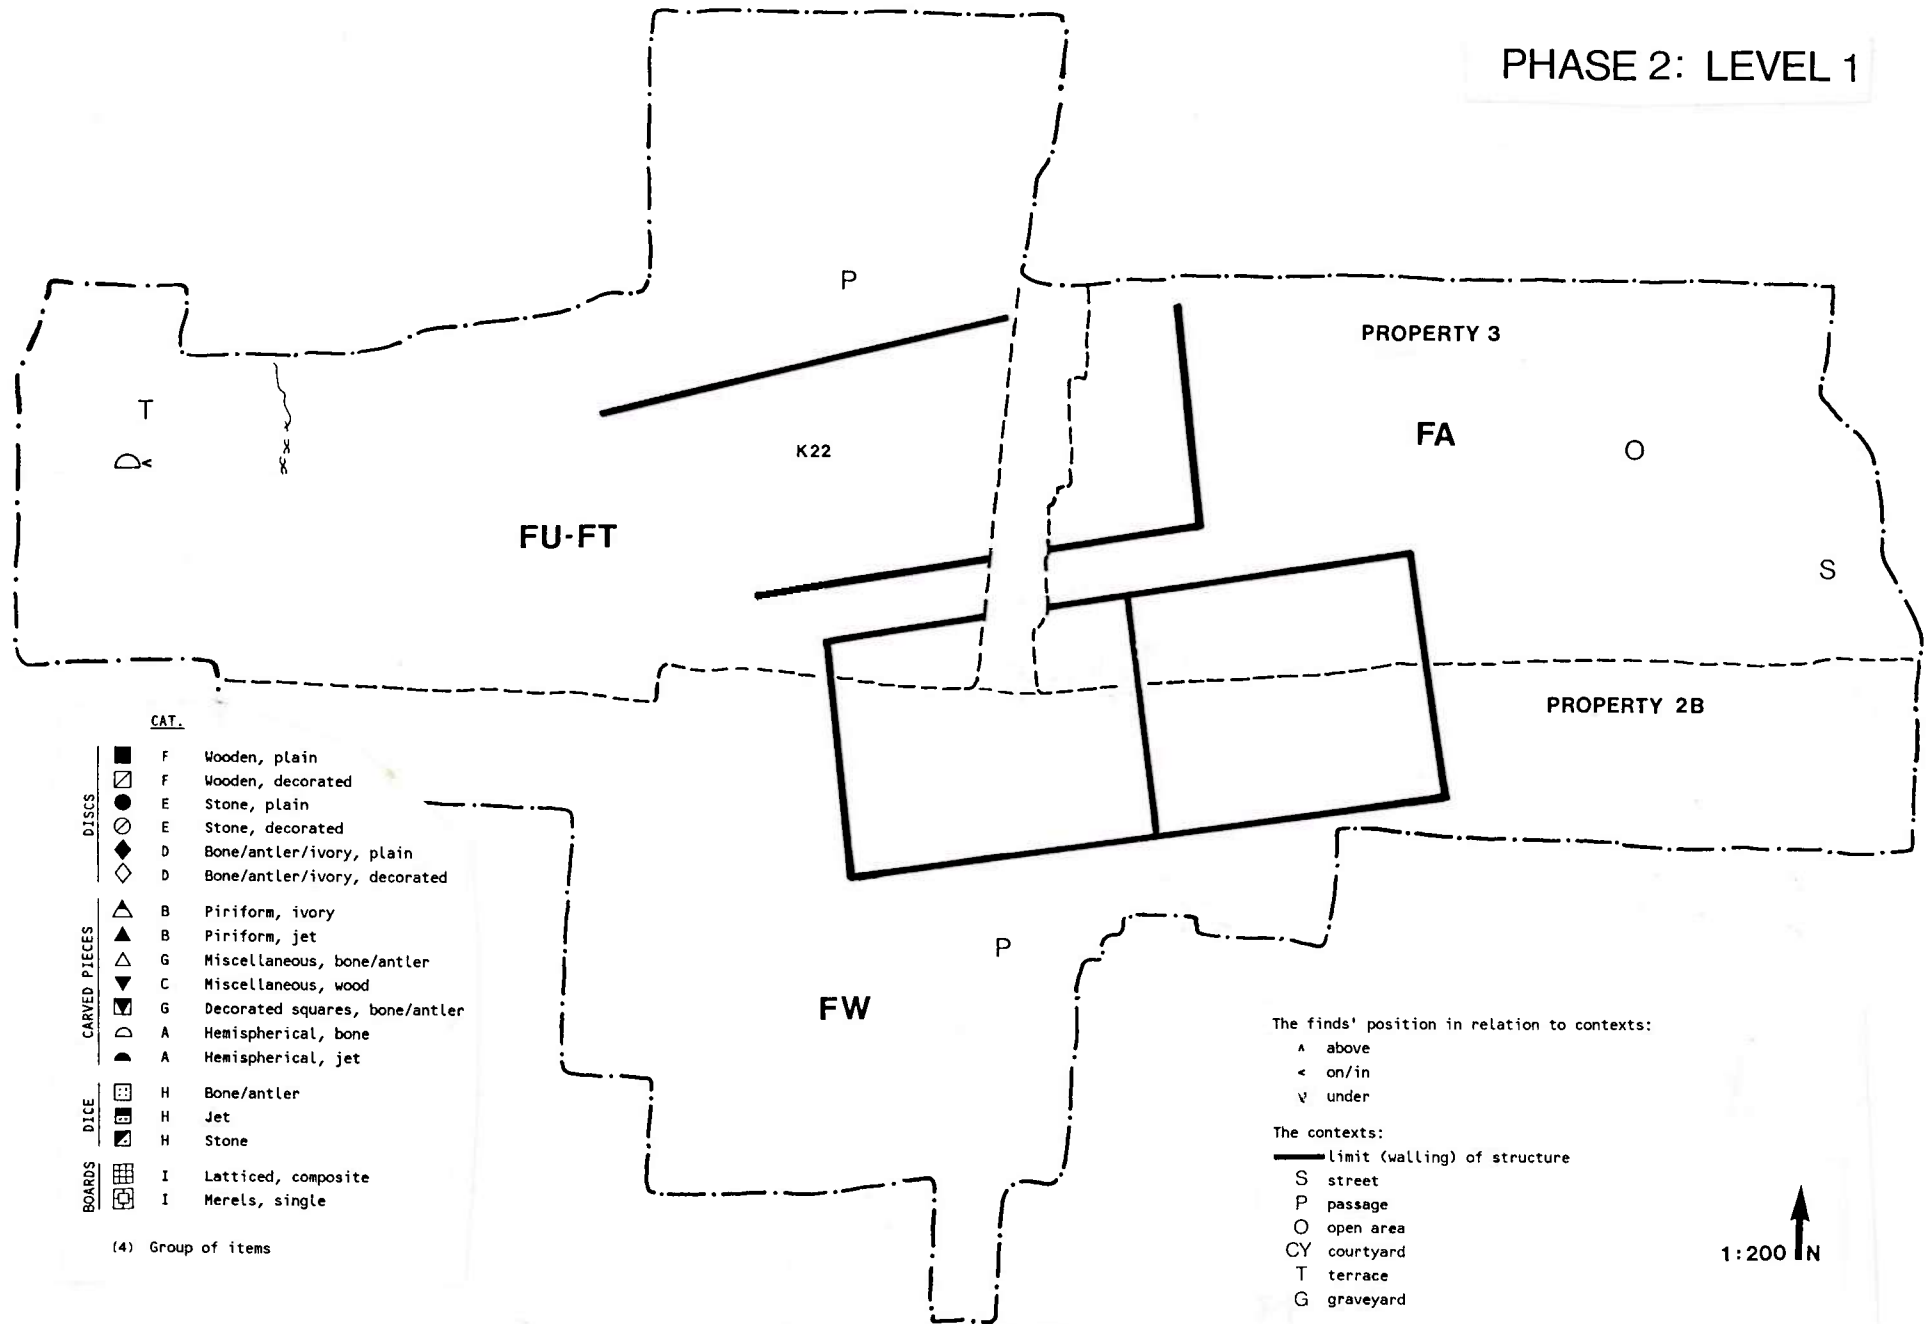 PHASE 2: LEVEL 1
P
PROPERTY 3
T
K22
FA
O
FU-FT
S
PROPERTY 2B
P
FW
CAT.
DISCS
F Wooden, plain
F Wooden, decorated
E Stone, plain
E Stone, decorated
D Bone/antler/ivory, plain
D Bone/antler/ivory, decorated
CARVED PIECES
B Piriform, ivory
B Piriform, jet
G Miscellaneous, bone/antler
C Miscellaneous, wood
G Decorated squares, bone/antler
A Hemispherical, bone
A Hemispherical, jet
DICE
H Bone/antler
H Jet
H Stone
BOARDS
I Latticed, composite
I Merels, single
(4) Group of items
The finds' position in relation to contexts:
∧ above
< on/in
∨ under
The contexts:
limit (walling) of structure
S street
P passage
O open area
CY courtyard
T terrace
G graveyard
1:200 N